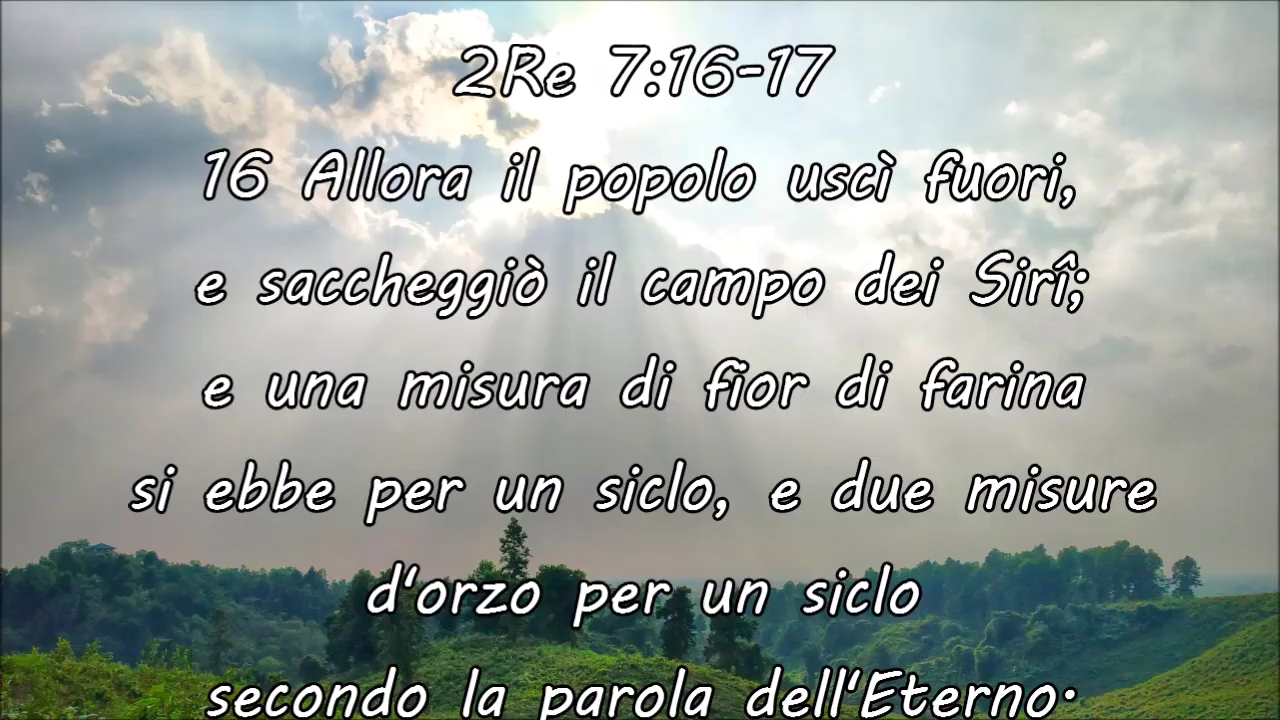 2Re 7:16-17
16 Allora il popolo uscì fuori,
e saccheggiò il campo dei Sirî;
e una misura di fior di farina
si ebbe per un siclo, e due misure
d'orzo per un siclo
secondo la parola dell'Eterno.